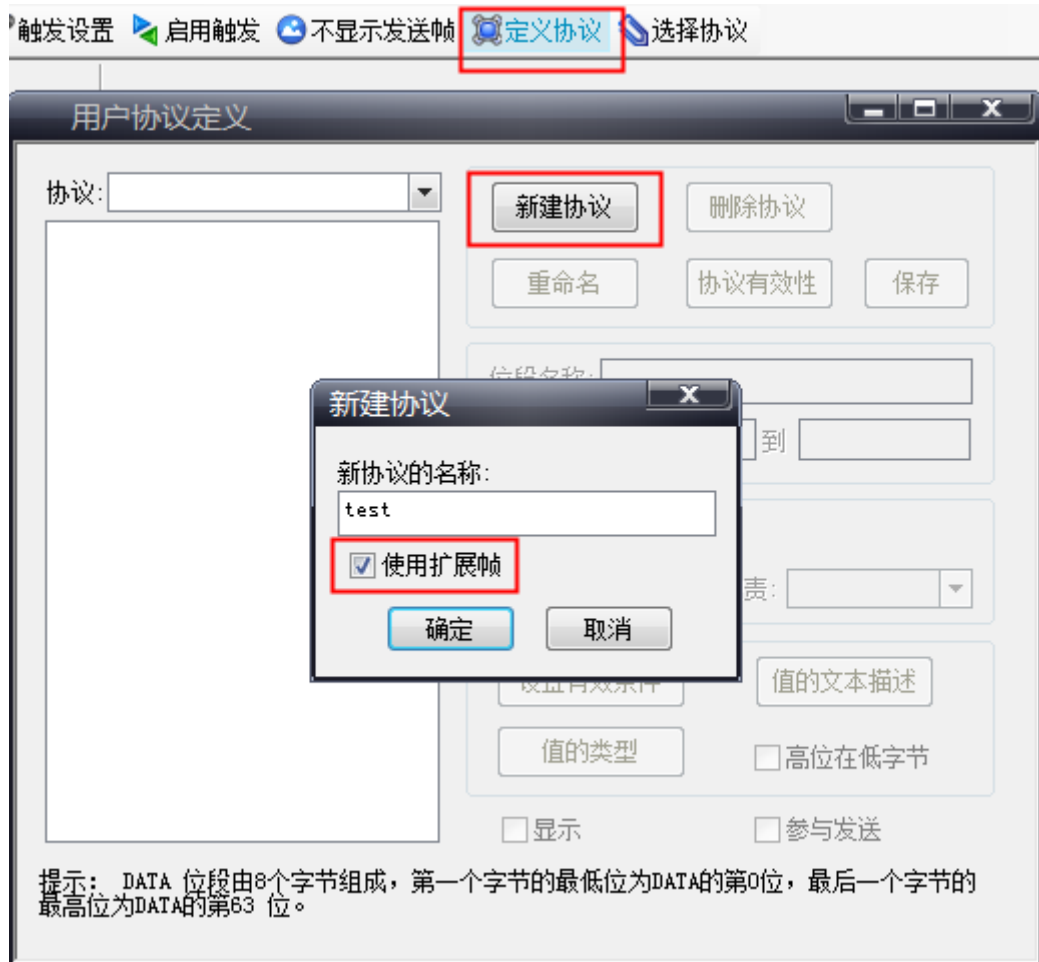 触发设置 启用触发 不显示发送帧 定义协议 选择协议
用户协议定义
协议:
新建协议 删除协议
重命名 协议有效性 保存
新建协议
到
新协议的名称:
test
使用扩展帧
责:
确定 取消
值的文本描述
值的类型 高位在低字节
显示 参与发送
提示: DATA 位段由8个字节组成，第一个字节的最低位为DATA的第0位，最后一个字节的
最高位为DATA的第63 位。